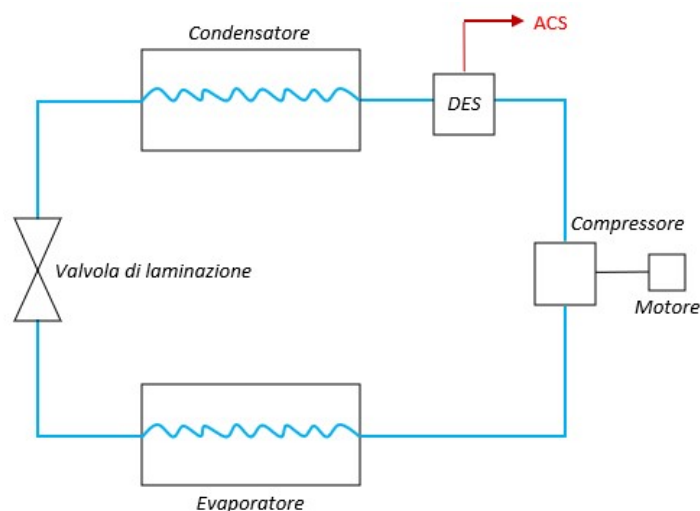 Condensatore
ACS
DES
Compressore
Valvola di laminazione
Motore
Evaporatore